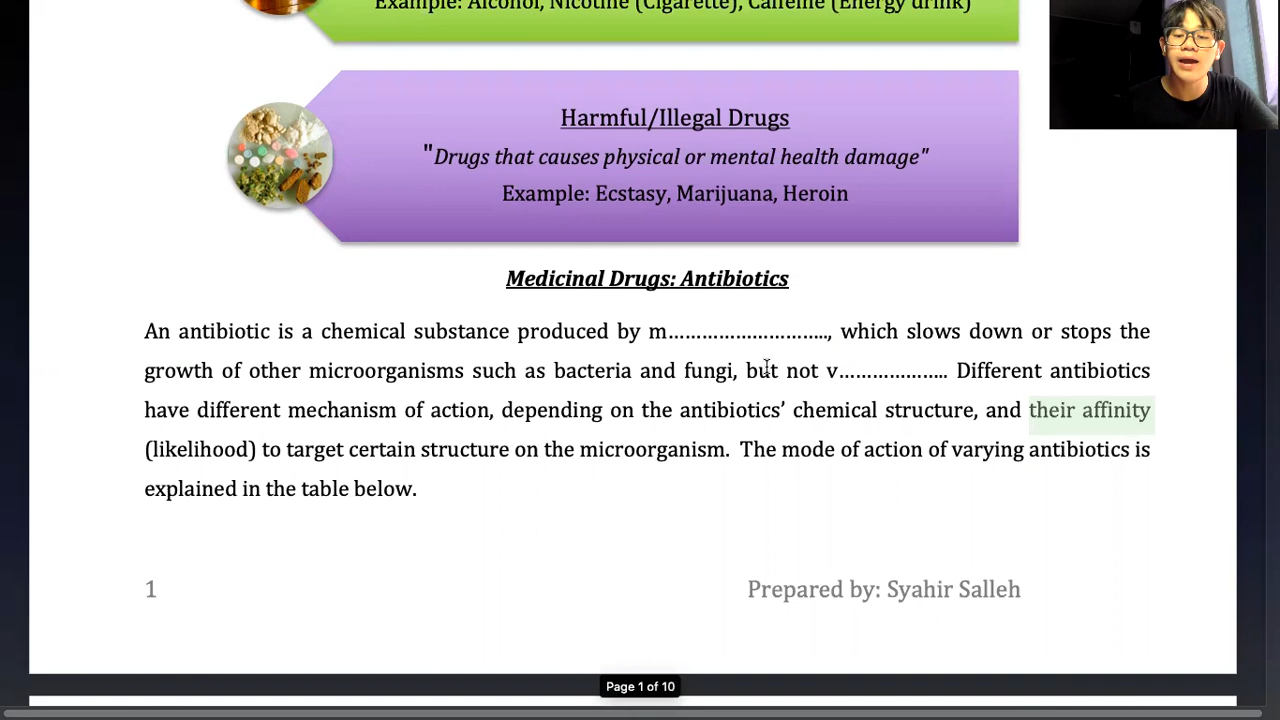 Example: Alcohol, Nicotine (Cigarette), Caffeine (Energy drink)
Harmful/Illegal Drugs
"Drugs that causes physical or mental health damage"
Example: Ecstasy, Marijuana, Heroin
Medicinal Drugs: Antibiotics
An antibiotic is a chemical substance produced by m……………………….., which slows down or stops the
growth of other microorganisms such as bacteria and fungi, but not v……………….. Different antibiotics
have different mechanism of action, depending on the antibiotics’ chemical structure, and their affinity
(likelihood) to target certain structure on the microorganism. The mode of action of varying antibiotics is
explained in the table below.
1
Prepared by: Syahir Salleh
Page 1 of 10